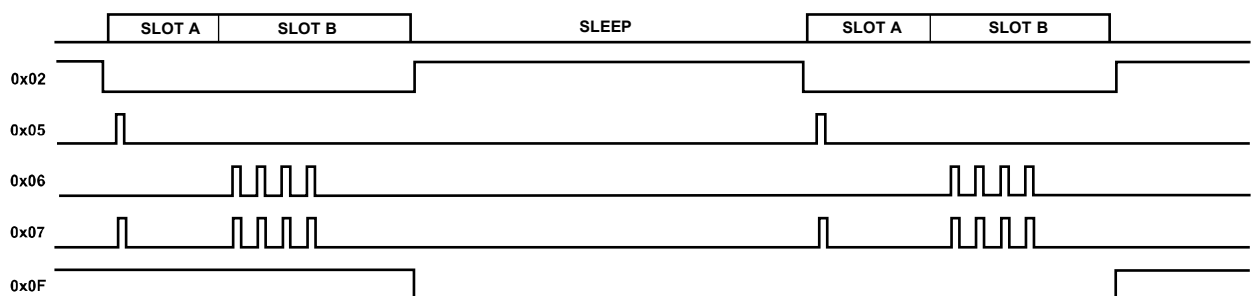 SLOT A SLOT B SLEEP SLOT A SLOT B
0x02
0x05
0x06
0x07
0x0F